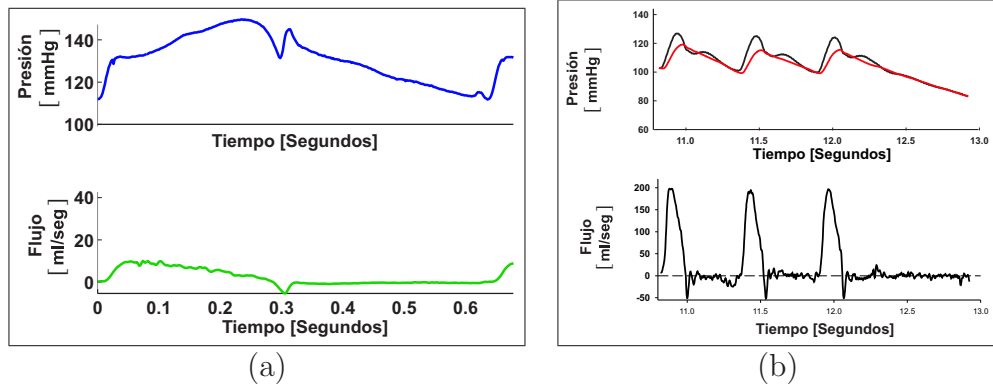 Presión
[ mmHg ]
140
120
100
Tiempo [Segundos]
Flujo
[ ml/seg ]
40
20
0
0 0.1 0.2 0.3 0.4 0.5 0.6
Tiempo [Segundos]
(a)
Presión
[ mmHg ]
140
120
100
80
60
11.0 11.5 12.0 12.5 13.0
Tiempo [Segundos]
Flujo
[ ml/seg ]
200
150
100
50
0
-50
11.0 11.5 12.0 12.5 13.0
Tiempo [Segundos]
(b)